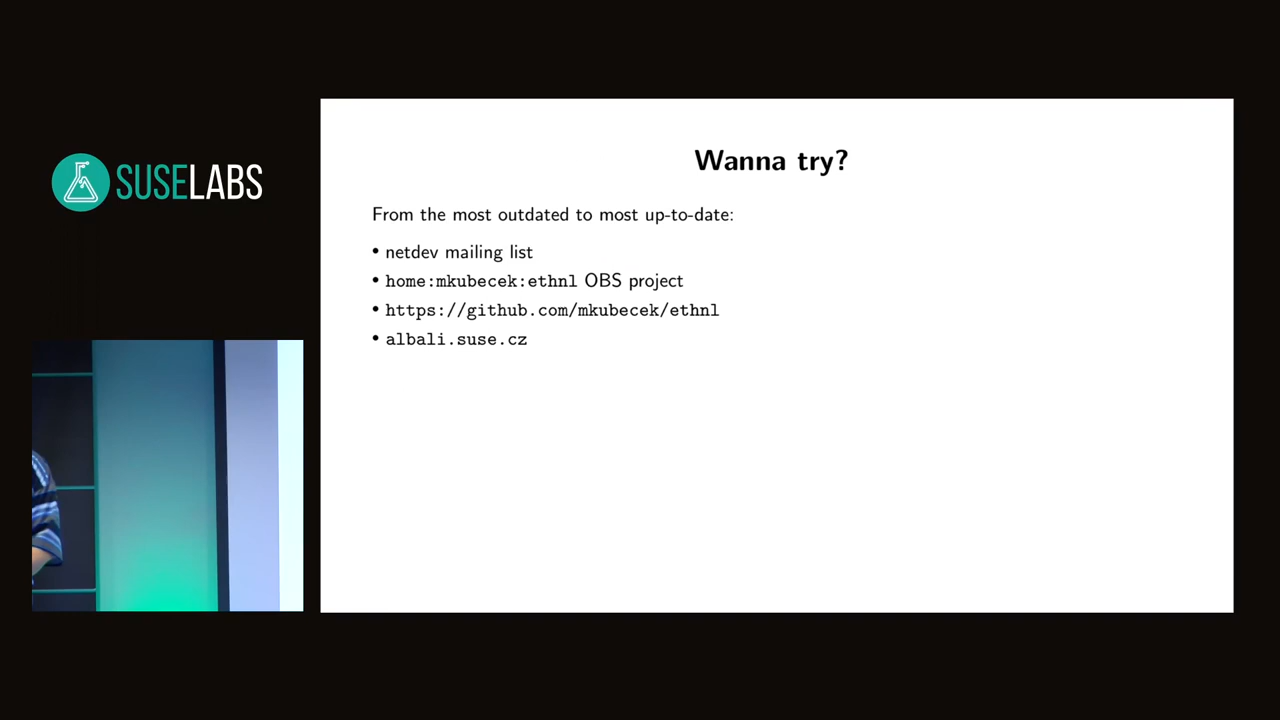 SUSELABS
Wanna try?
From the most outdated to most up-to-date:
• netdev mailing list
• home:mkubecek:ethnl OBS project
• https://github.com/mkubecek/ethnl
• albali.suse.cz